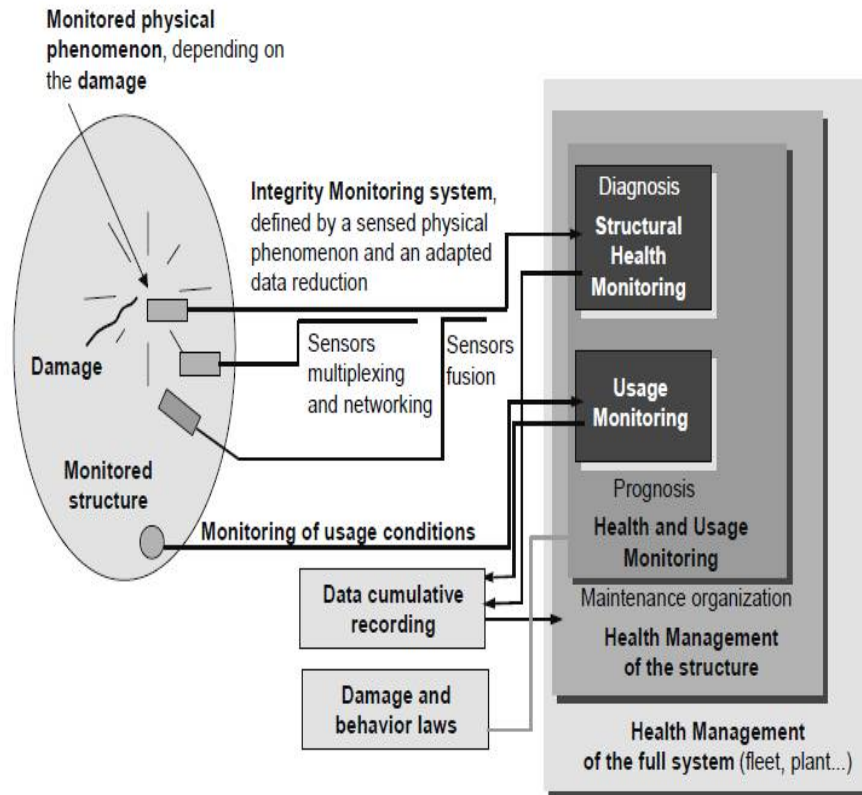 Monitored physical
phenomenon, depending on
the damage
Integrity Monitoring system,
defined by a sensed physical
phenomenon and an adapted
data reduction
Diagnosis
Structural
Health
Monitoring
Damage
Sensors
multiplexing
and networking
Sensors
fusion
Usage
Monitoring
Monitored
structure
Prognosis
Health and Usage
Monitoring
Monitoring of usage conditions
Data cumulative
recording
Maintenance organization
Health Management
of the structure
Damage and
behavior laws
Health Management
of the full system (fleet, plant...)